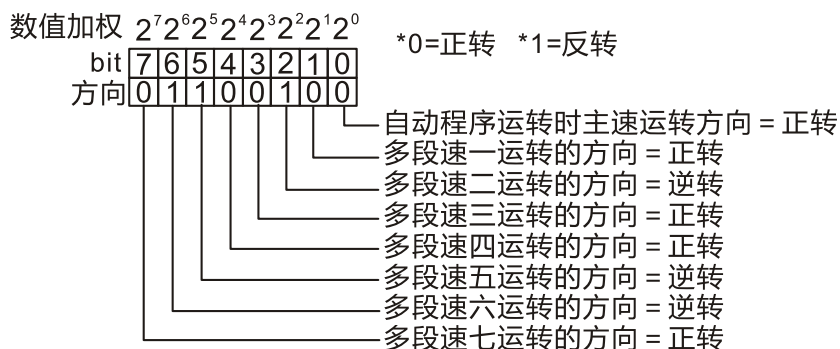 数值加权 2⁷2⁶2⁵2⁴2³2²2¹2⁰
*0=正转 *1=反转
bit 7 6 5 4 3 2 1 0
方向 0 1 1 0 0 1 0 0
自动程序运转时主速运转方向 = 正转
多段速一运转的方向 = 正转
多段速二运转的方向 = 逆转
多段速三运转的方向 = 正转
多段速四运转的方向 = 正转
多段速五运转的方向 = 逆转
多段速六运转的方向 = 逆转
多段速七运转的方向 = 正转